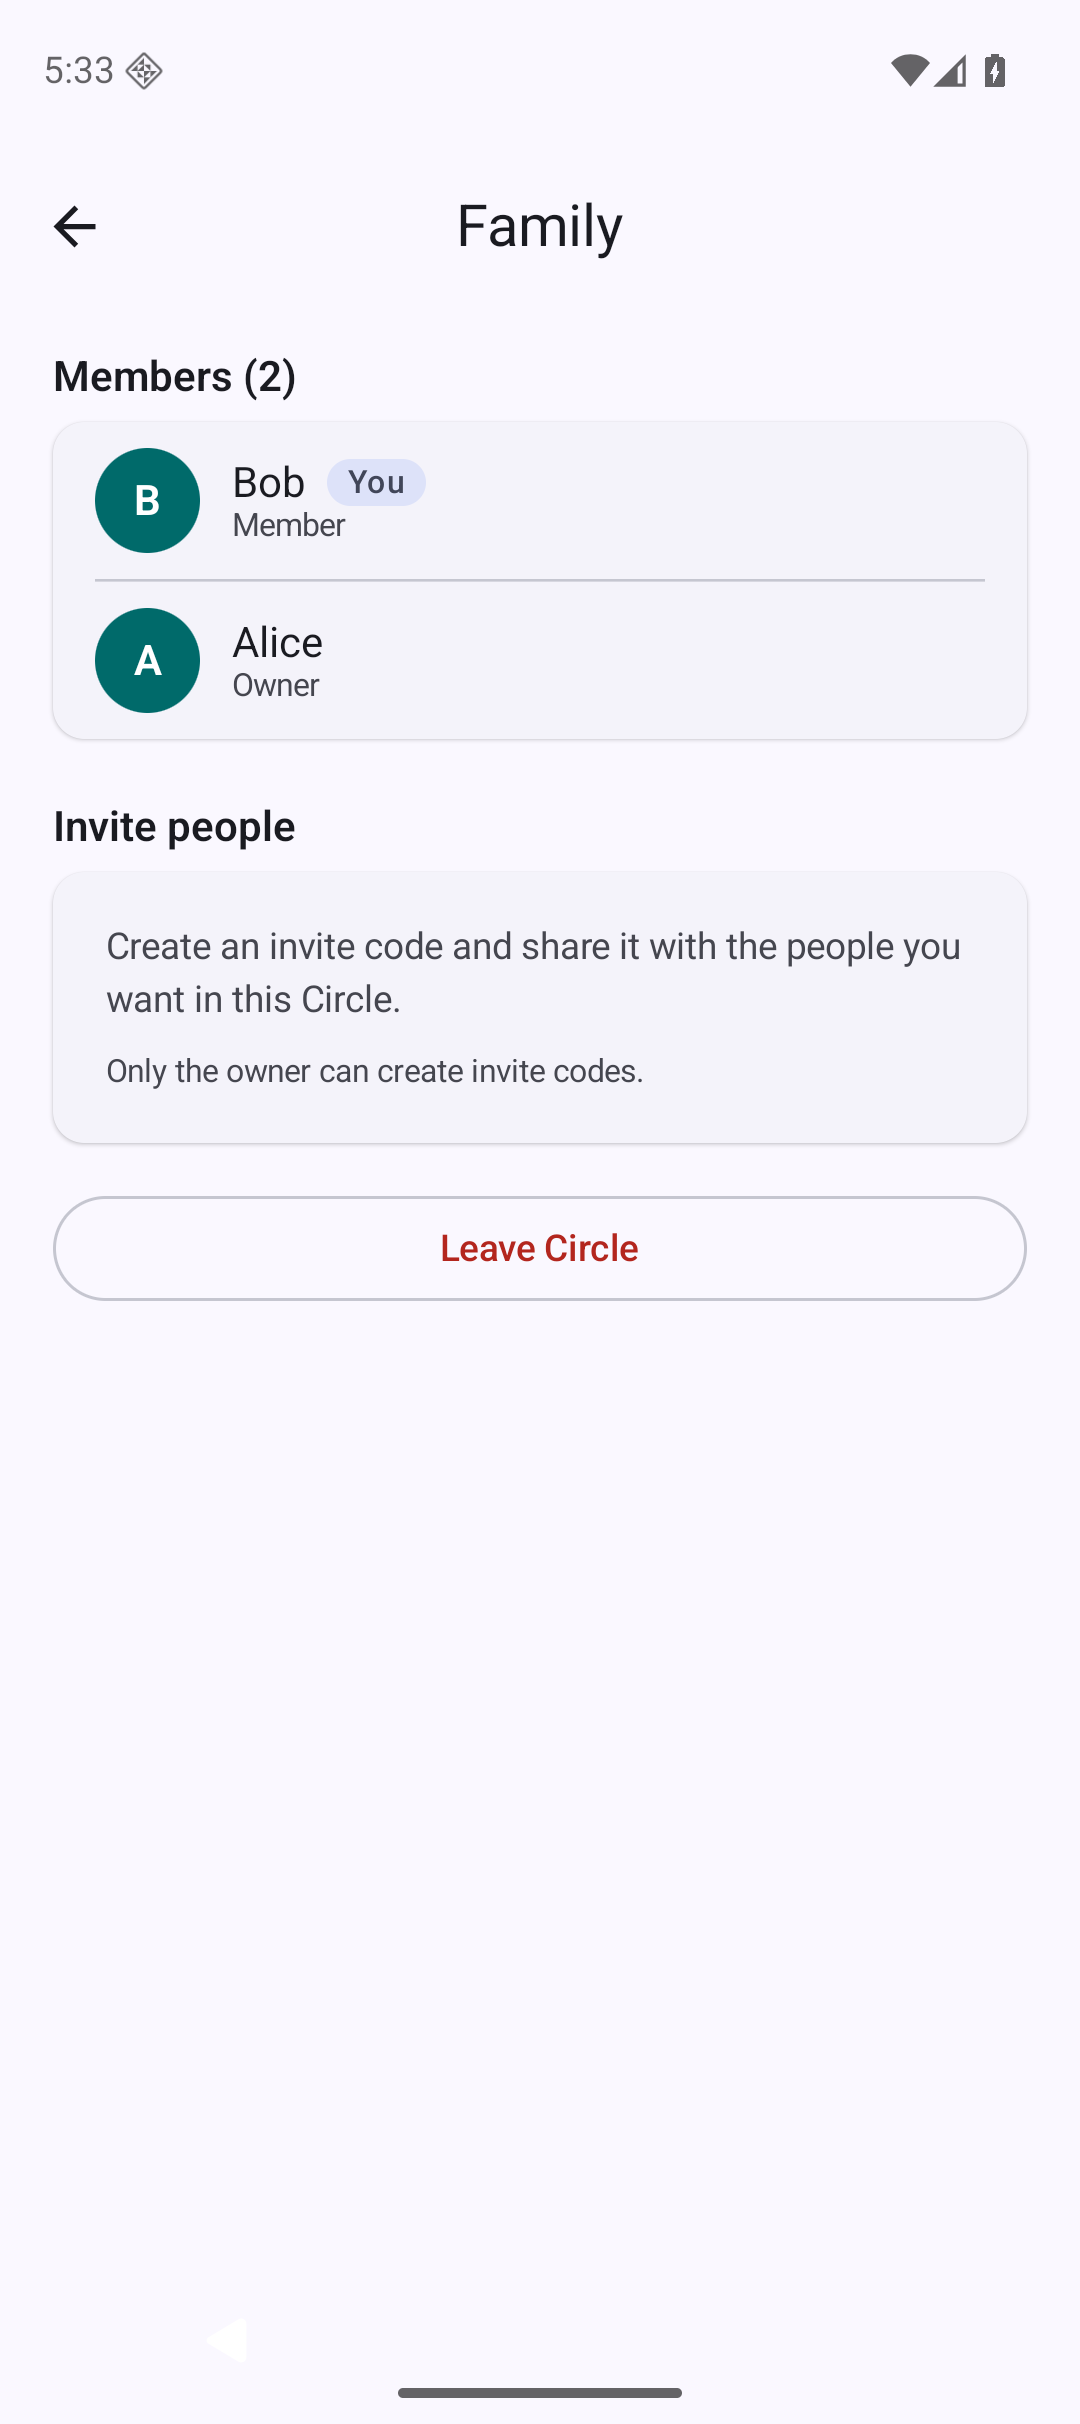 5:33
Family
Members (2)
B
Bob You
Member
A
Alice
Owner
Invite people
Create an invite code and share it with the people you
want in this Circle.
Only the owner can create invite codes.
Leave Circle